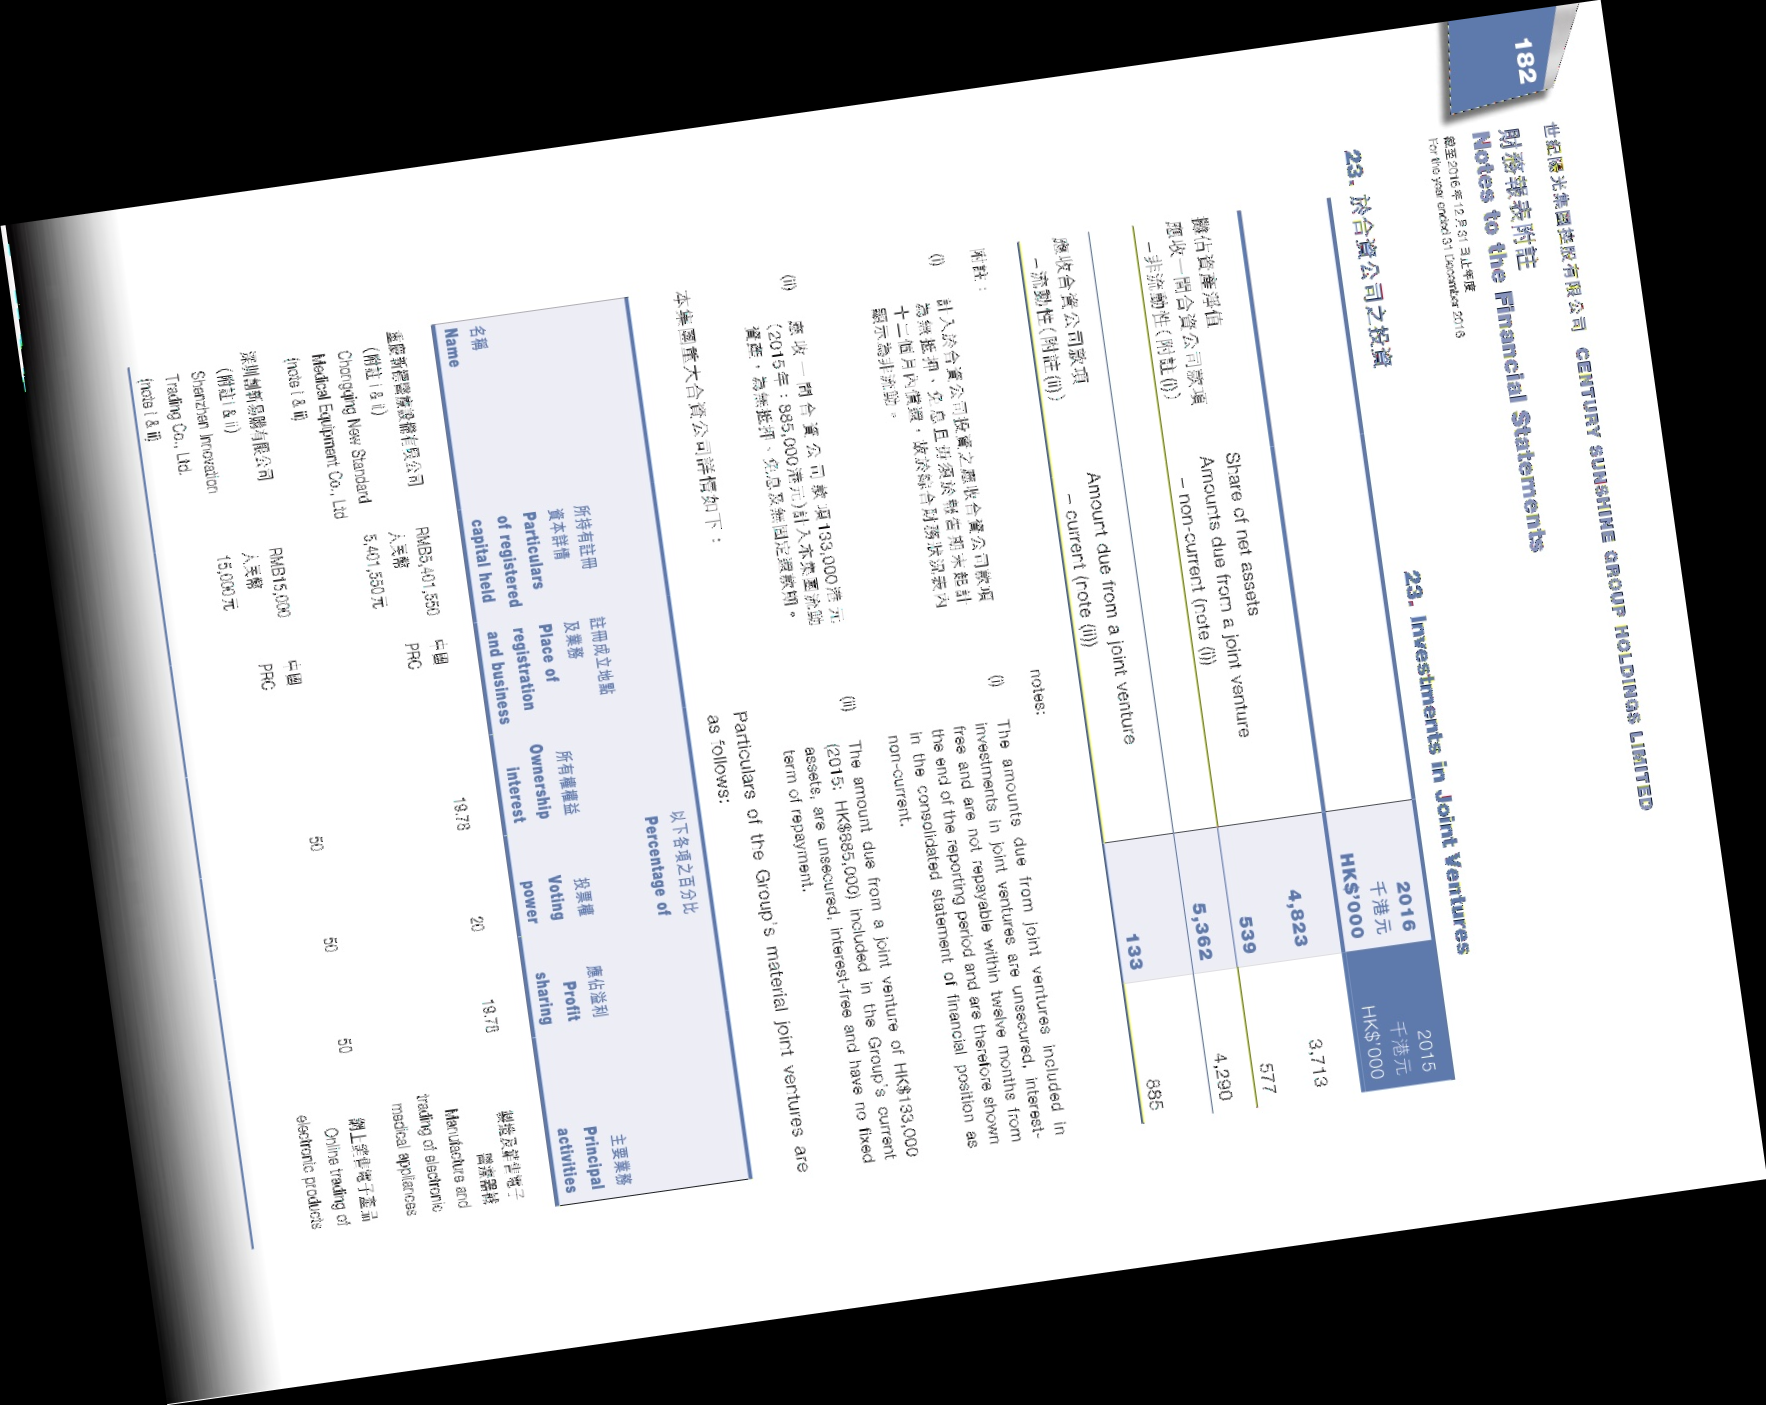 182
世紀陽光集團控股有限公司 CENTURY SUNSHINE GROUP HOLDINGS LIMITED
財務報表附註
Notes to the Financial Statements
截至2016年12月31日止年度
For the year ended 31 December 2016
23. 於合資公司之投資
23. Investments in Joint Ventures
2016 2015
千港元 千港元
HK$'000 HK$'000
攤佔資產淨值 Share of net assets 4,823 3,713
應收一間合資公司款項 Amounts due from a joint venture
－非流動性(附註(i)) – non-current (note (i)) 539 577
5,362 4,290
應收合資公司款項 Amount due from a joint venture
－流動性(附註(ii)) – current (note (ii)) 133 885
附註：
(i) 計入於合資公司投資之應收合資公司款項
為無抵押、免息且毋須於報告期末起計
十二個月內償還，故於綜合財務狀況表內
顯示為非流動。
(ii) 應收一間合資公司款項133,000港元
(2015年：885,000港元)計入本集團流動
資產，為無抵押、免息及無固定還款期。
notes:
(i) The amounts due from joint ventures included in
investments in joint ventures are unsecured, interest-
free and are not repayable within twelve months from
the end of the reporting period and are therefore shown
in the consolidated statement of financial position as
non-current.
(ii) The amount due from a joint venture of HK$133,000
(2015: HK$885,000) included in the Group's current
assets, are unsecured, interest-free and have no fixed
term of repayment.
本集團重大合資公司詳情如下：
Particulars of the Group's material joint ventures are
as follows:
以下各項之百分比
Percentage of
名稱
Name
所持有註冊
資本詳情
Particulars
of registered
capital held
註冊成立地點
及業務
Place of
registration
and business
所有權權益
Ownership
interest
投票權
Voting
power
應佔溢利
Profit
sharing
主要業務
Principal
activities
重慶新標醫療設備有限公司
(附註 i & ii)
Chongqing New Standard
Medical Equipment Co., Ltd
(note i & ii)
RMB5,401,550
人民幣
5,401,550元
中國
PRC
19.78
20
19.78
製造及銷售電子
醫療器械
Manufacture and
trading of electronic
medical appliances
深圳創新易購有限公司
(附註 i & ii)
Shenzhen Innovation
Trading Co., Ltd.
(note i & ii)
RMB15,000
人民幣
15,000元
中國
PRC
50
50
50
網上銷售電子產品
Online trading of
electronic products